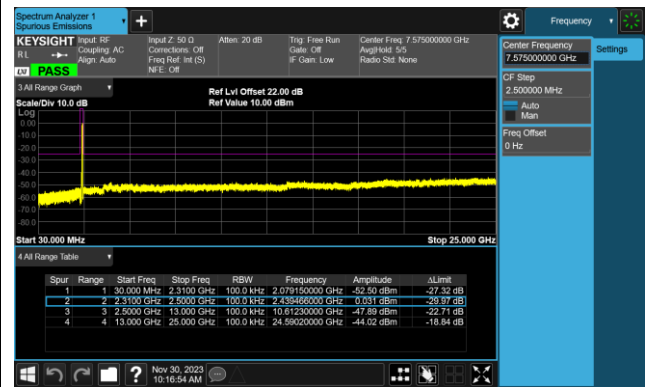 Spectrum Analyzer 1
Spurious Emissions
Frequency
KEYSIGHT
RL
PASS
Input: RF
Coupling: AC
Align: Auto
Input Z: 50 Ω
Corrections: Off
Freq Ref: Int (S)
NFE: Off
Atten: 20 dB
Trig: Free Run
Gate: Off
IF Gain: Low
Center Freq: 7.575000000 GHz
Avg|Hold: 5/5
Radio Std: None
Center Frequency
7.575000000 GHz
Settings
CF Step
2.500000 MHz
Auto
Man
Freq Offset
0 Hz
3 All Range Graph
Scale/Div 10.0 dB
Ref Lvl Offset 22.00 dB
Ref Value 10.00 dBm
Log
0.00
-10.0
-20.0
-30.0
-40.0
-50.0
-60.0
-70.0
-80.0
Start 30.000 MHz
Stop 25.000 GHz
4 All Range Table
Spur Range Start Freq Stop Freq RBW Frequency Amplitude ΔLimit
1 1 30.000 MHz 2.3100 GHz 100.0 kHz 2.079150000 GHz -52.50 dBm -27.32 dB
2 2 2.3100 GHz 2.5000 GHz 100.0 kHz 2.439466000 GHz 0.031 dBm -29.97 dB
3 3 2.5000 GHz 13.000 GHz 100.0 kHz 10.61230000 GHz -47.89 dBm -22.71 dB
4 4 13.000 GHz 25.000 GHz 100.0 kHz 24.59020000 GHz -44.02 dBm -18.84 dB
?
Nov 30, 2023
10:16:54 AM